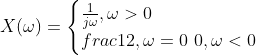 X(ω) = { 1/jω, ω > 0
frac12, ω = 0 0, ω < 0